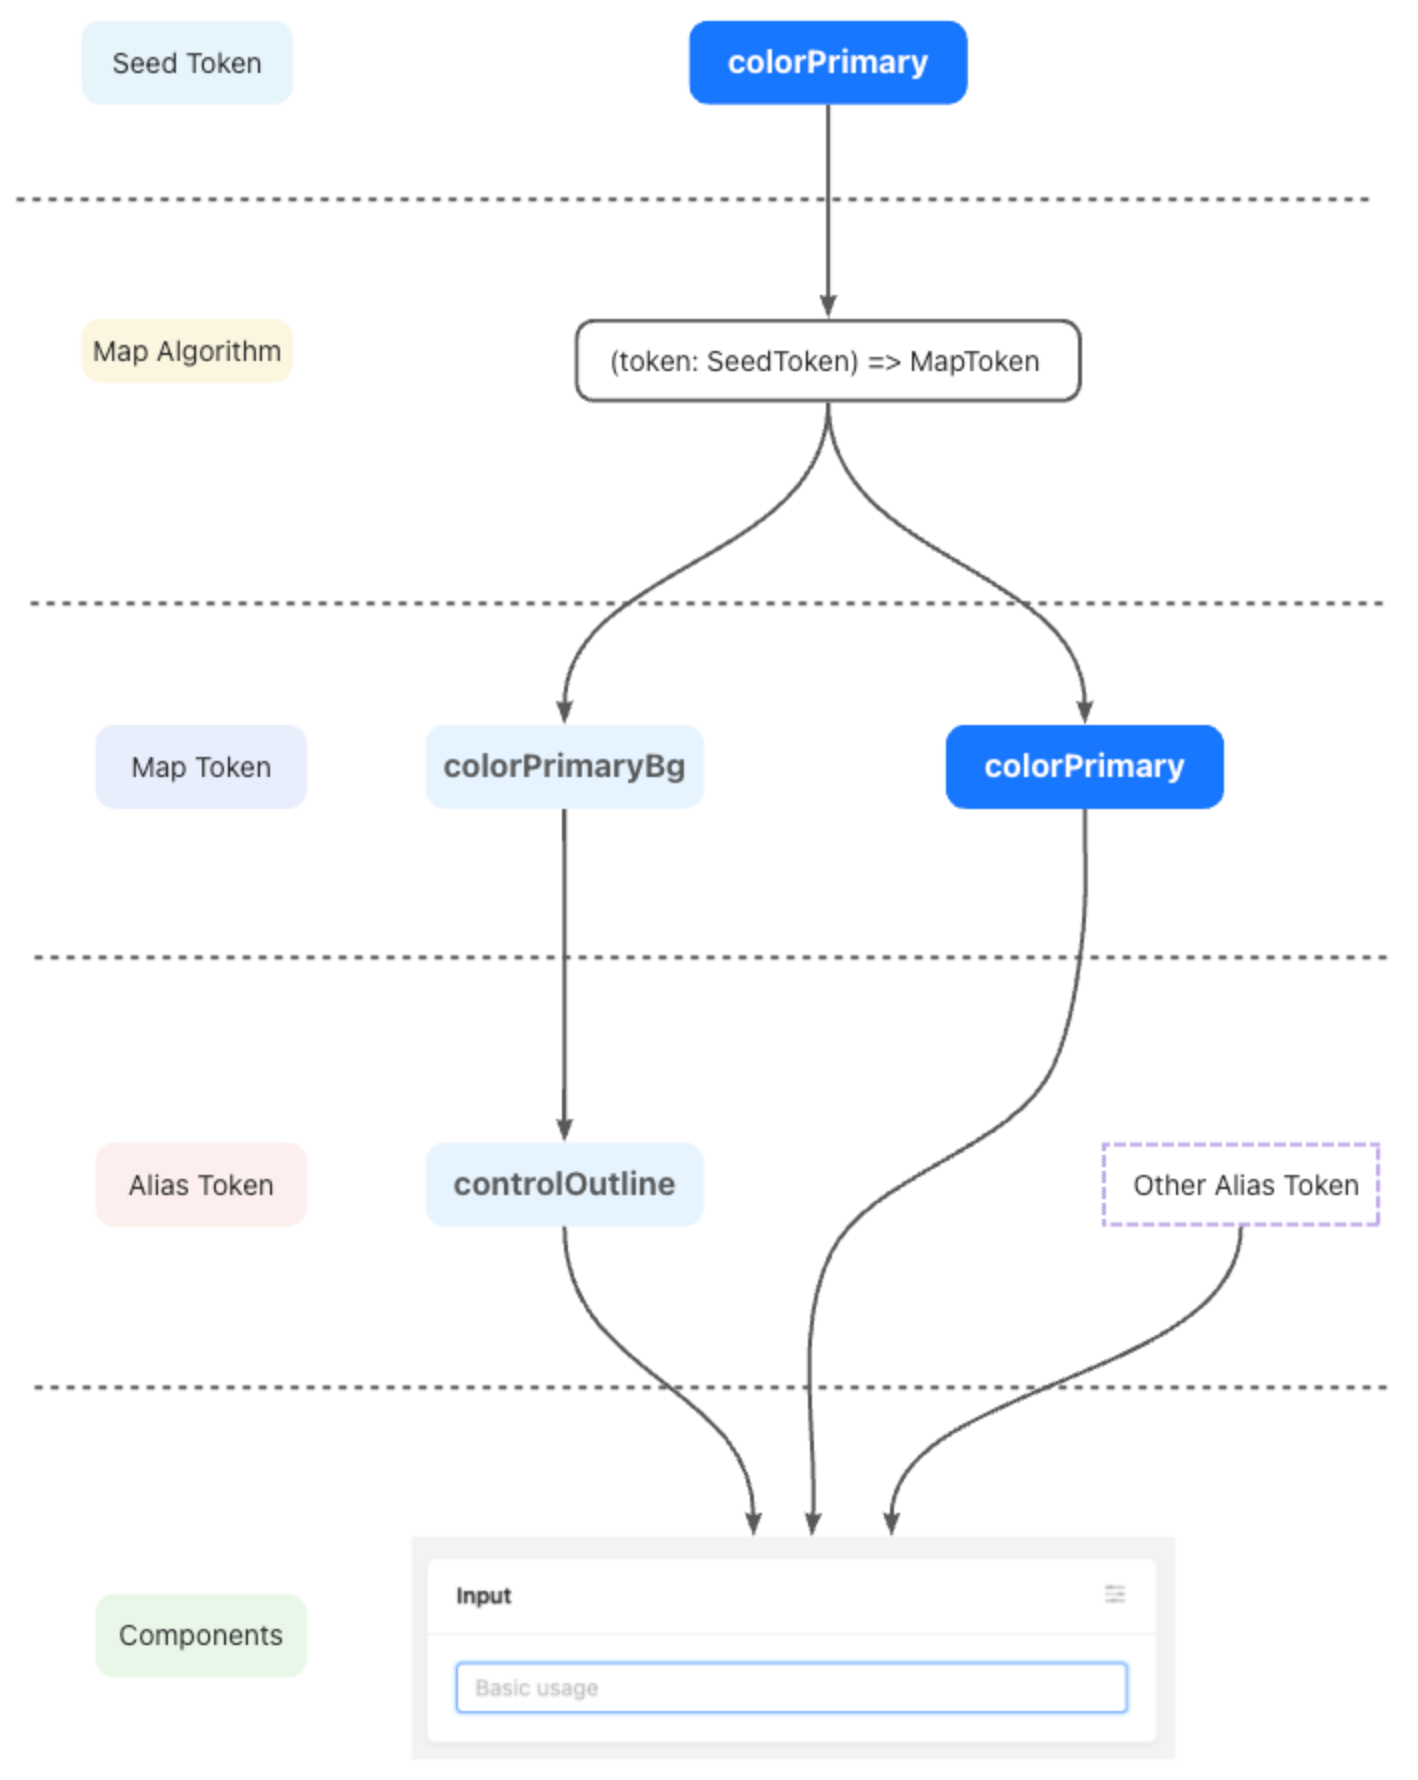 Seed Token
colorPrimary
Map Algorithm
(token: SeedToken) => MapToken
Map Token
colorPrimaryBg
colorPrimary
Alias Token
controlOutline
Other Alias Token
Components
Input
Basic usage